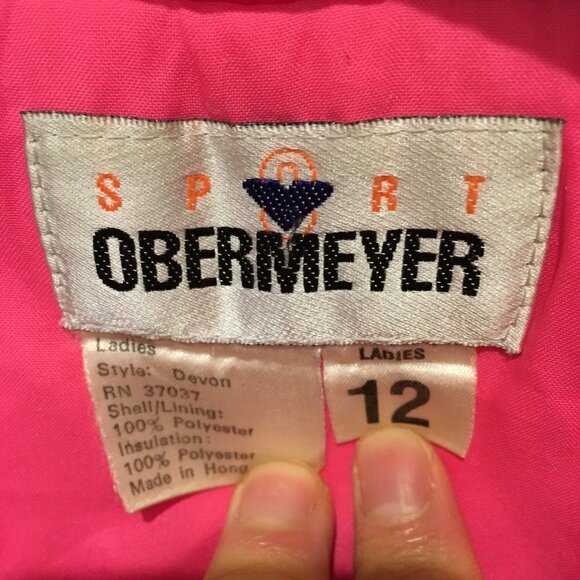 SPORT
OBERMEYER
Ladies
Style: Devon
RN 37037
Shell/Lining:
100% Polyester
Insulation:
100% Polyester
Made in Hong
LADIES
12